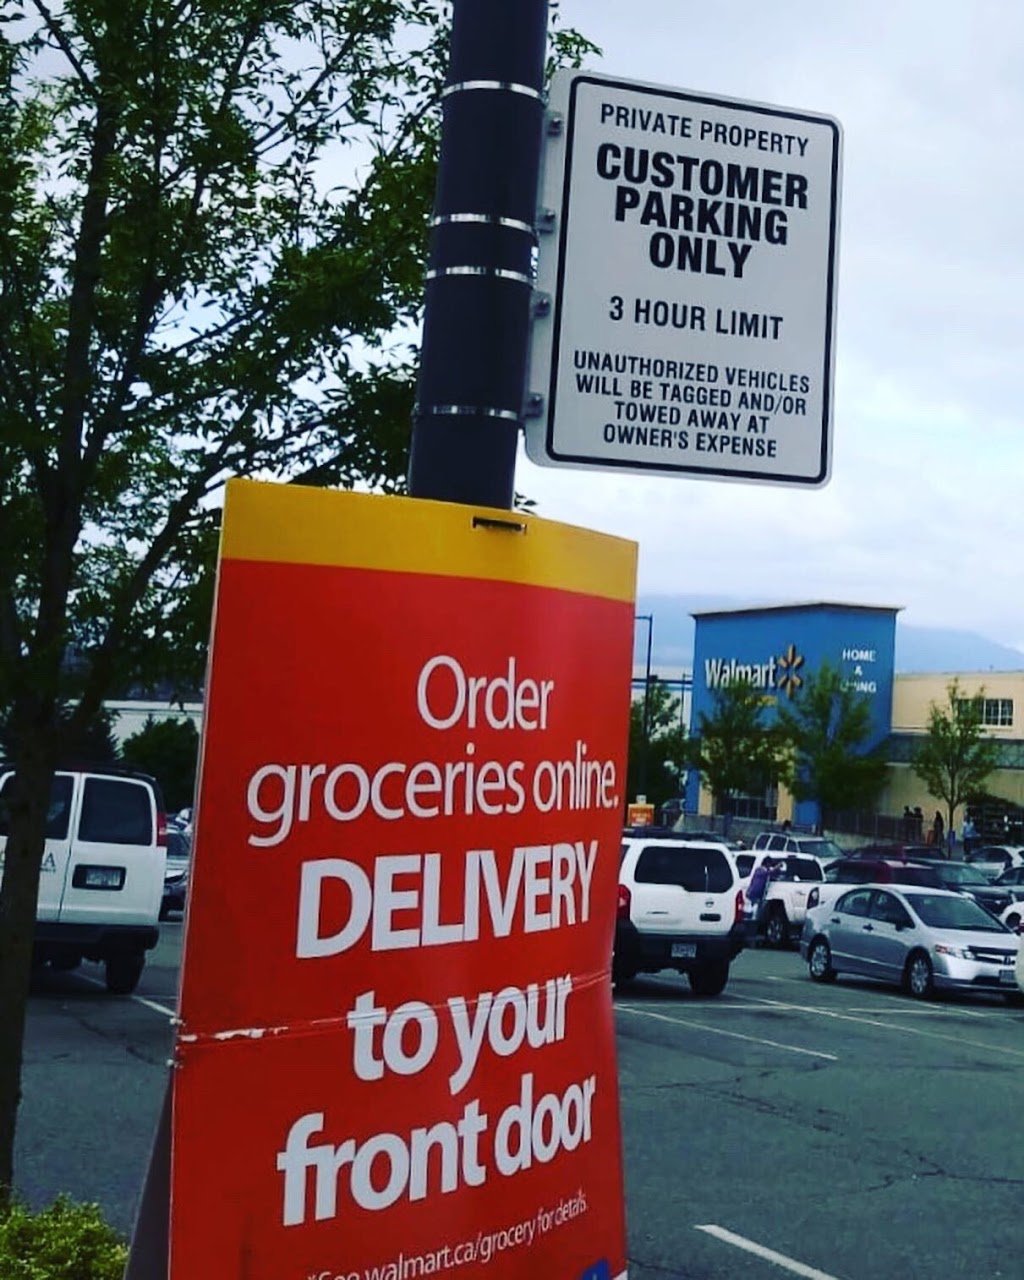 PRIVATE PROPERTY
CUSTOMER
PARKING
ONLY
3 HOUR LIMIT
UNAUTHORIZED VEHICLES
WILL BE TAGGED AND/OR
TOWED AWAY AT
OWNER'S EXPENSE
Order
groceries online.
DELIVERY
to your
front door
*See walmart.ca/grocery for details.
Walmart
HOME
&